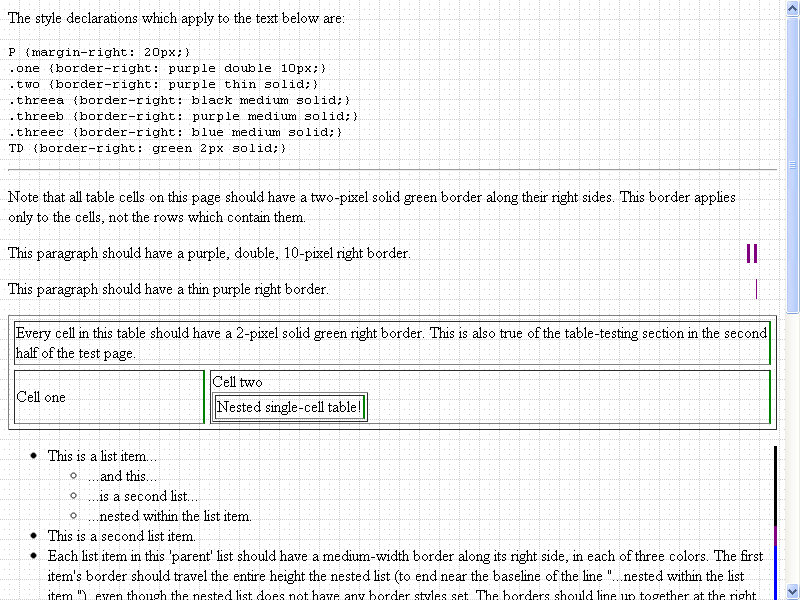 The style declarations which apply to the text below are:
P {margin-right: 20px;}
.one {border-right: purple double 10px;}
.two {border-right: purple thin solid;}
.threea {border-right: black medium solid;}
.threeb {border-right: purple medium solid;}
.threec {border-right: blue medium solid;}
TD {border-right: green 2px solid;}
Note that all table cells on this page should have a two-pixel solid green border along their right sides. This border applies
only to the cells, not the rows which contain them.
This paragraph should have a purple, double, 10-pixel right border.
This paragraph should have a thin purple right border.
Every cell in this table should have a 2-pixel solid green right border. This is also true of the table-testing section in the second
half of the test page.
Cell one
Cell two
Nested single-cell table!
This is a list item...
...and this...
...is a second list...
...nested within the list item.
This is a second list item.
Each list item in this 'parent' list should have a medium-width border along its right side, in each of three colors. The first
item's border should travel the entire height the nested list (to end near the baseline of the line "...nested within the list
item."), even though the nested list does not have any border styles set. The borders should line up together at the right